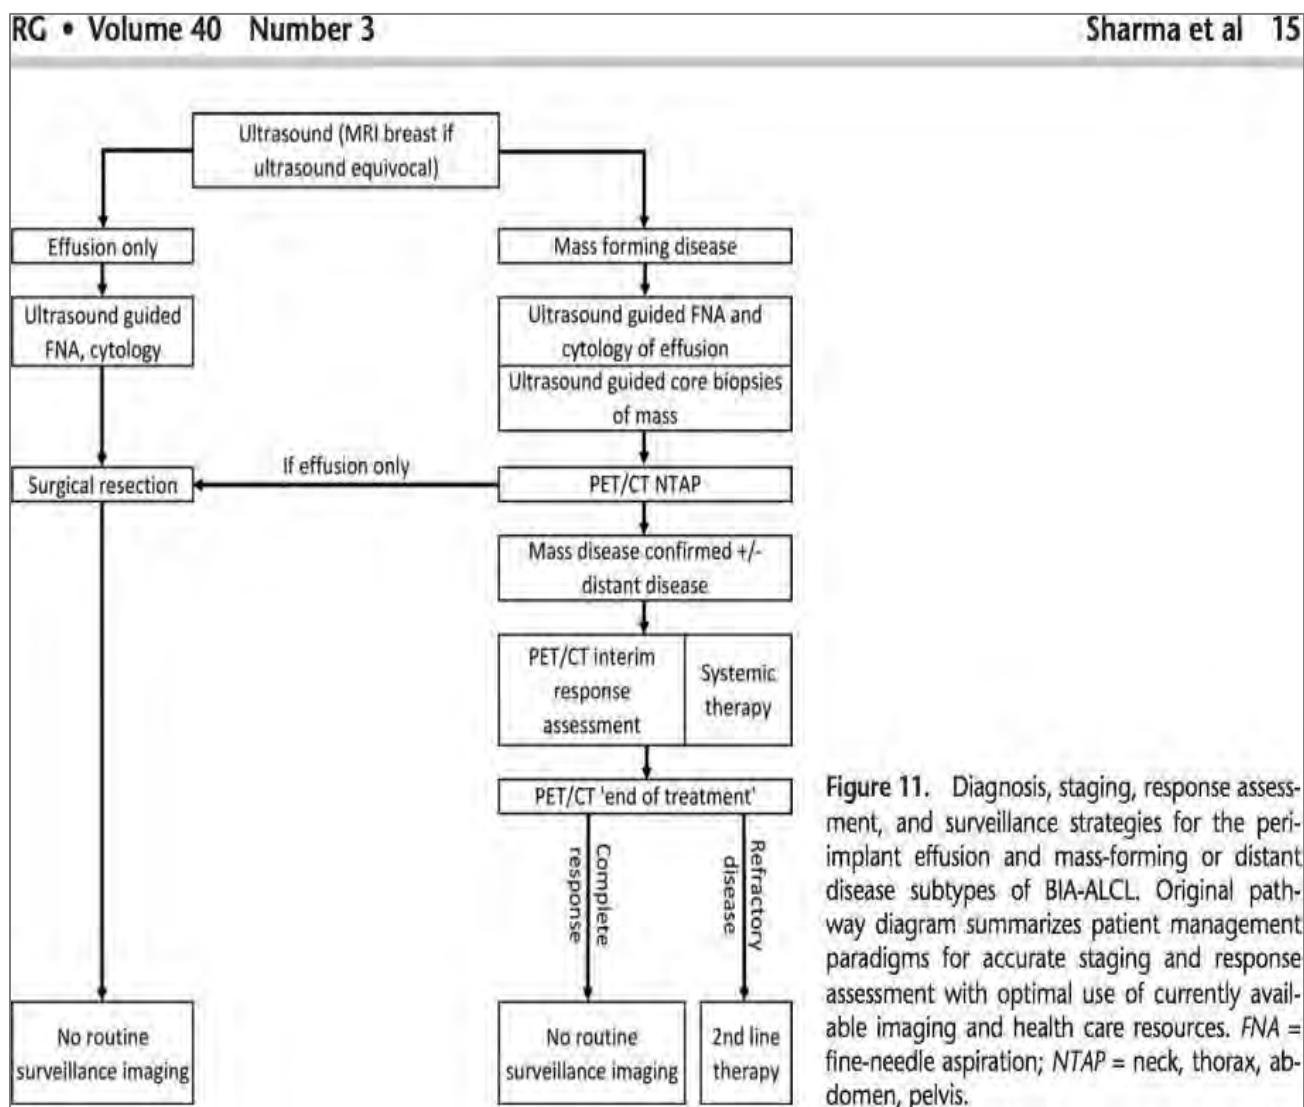 RG • Volume 40 Number 3 Sharma et al 15
Ultrasound (MRI breast if
ultrasound equivocal)
Effusion only
Mass forming disease
Ultrasound guided
FNA, cytology
Ultrasound guided FNA and
cytology of effusion
Ultrasound guided core biopsies
of mass
If effusion only
Surgical resection
PET/CT NTAP
Mass disease confirmed +/-
distant disease
PET/CT interim
response
assessment
Systemic
therapy
PET/CT 'end of treatment'
Complete
response
Refractory
disease
No routine
surveillance imaging
No routine
surveillance imaging
2nd line
therapy
Figure 11. Diagnosis, staging, response assess-
ment, and surveillance strategies for the peri-
implant effusion and mass-forming or distant
disease subtypes of BIA-ALCL. Original path-
way diagram summarizes patient management
paradigms for accurate staging and response
assessment with optimal use of currently avail-
able imaging and health care resources. FNA =
fine-needle aspiration; NTAP = neck, thorax, ab-
domen, pelvis.